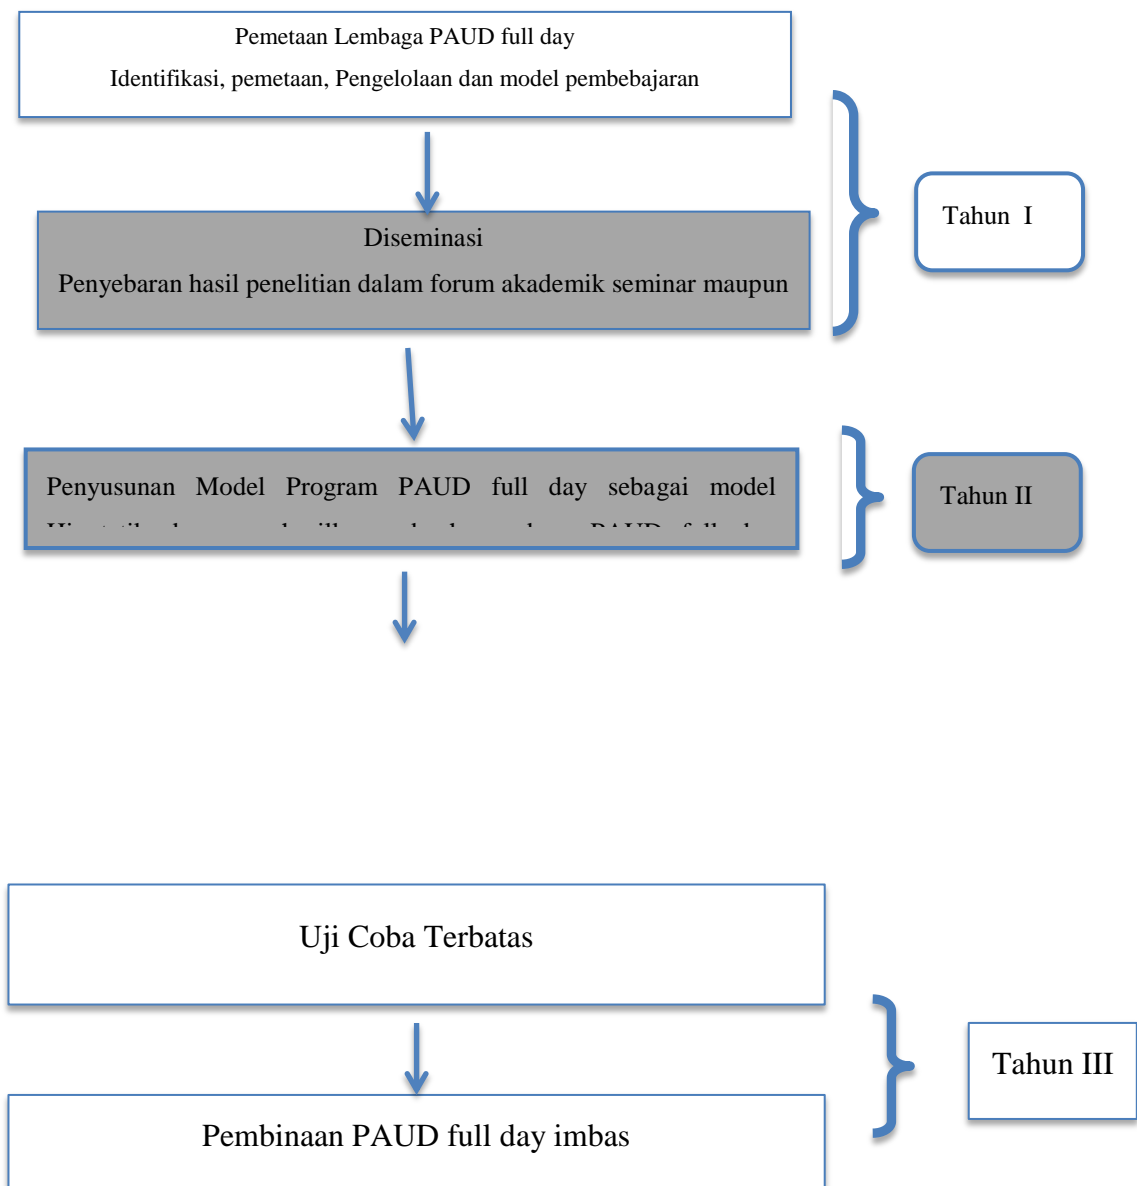 Pemetaan Lembaga PAUD full day
Identifikasi, pemetaan, Pengelolaan dan model pembebajaran
Tahun I
Diseminasi
Penyebaran hasil penelitian dalam forum akademik seminar maupun
Penyusunan Model Program PAUD full day sebagai model
PAUD full
Tahun II
Uji Coba Terbatas
Tahun III
Pembinaan PAUD full day imbas